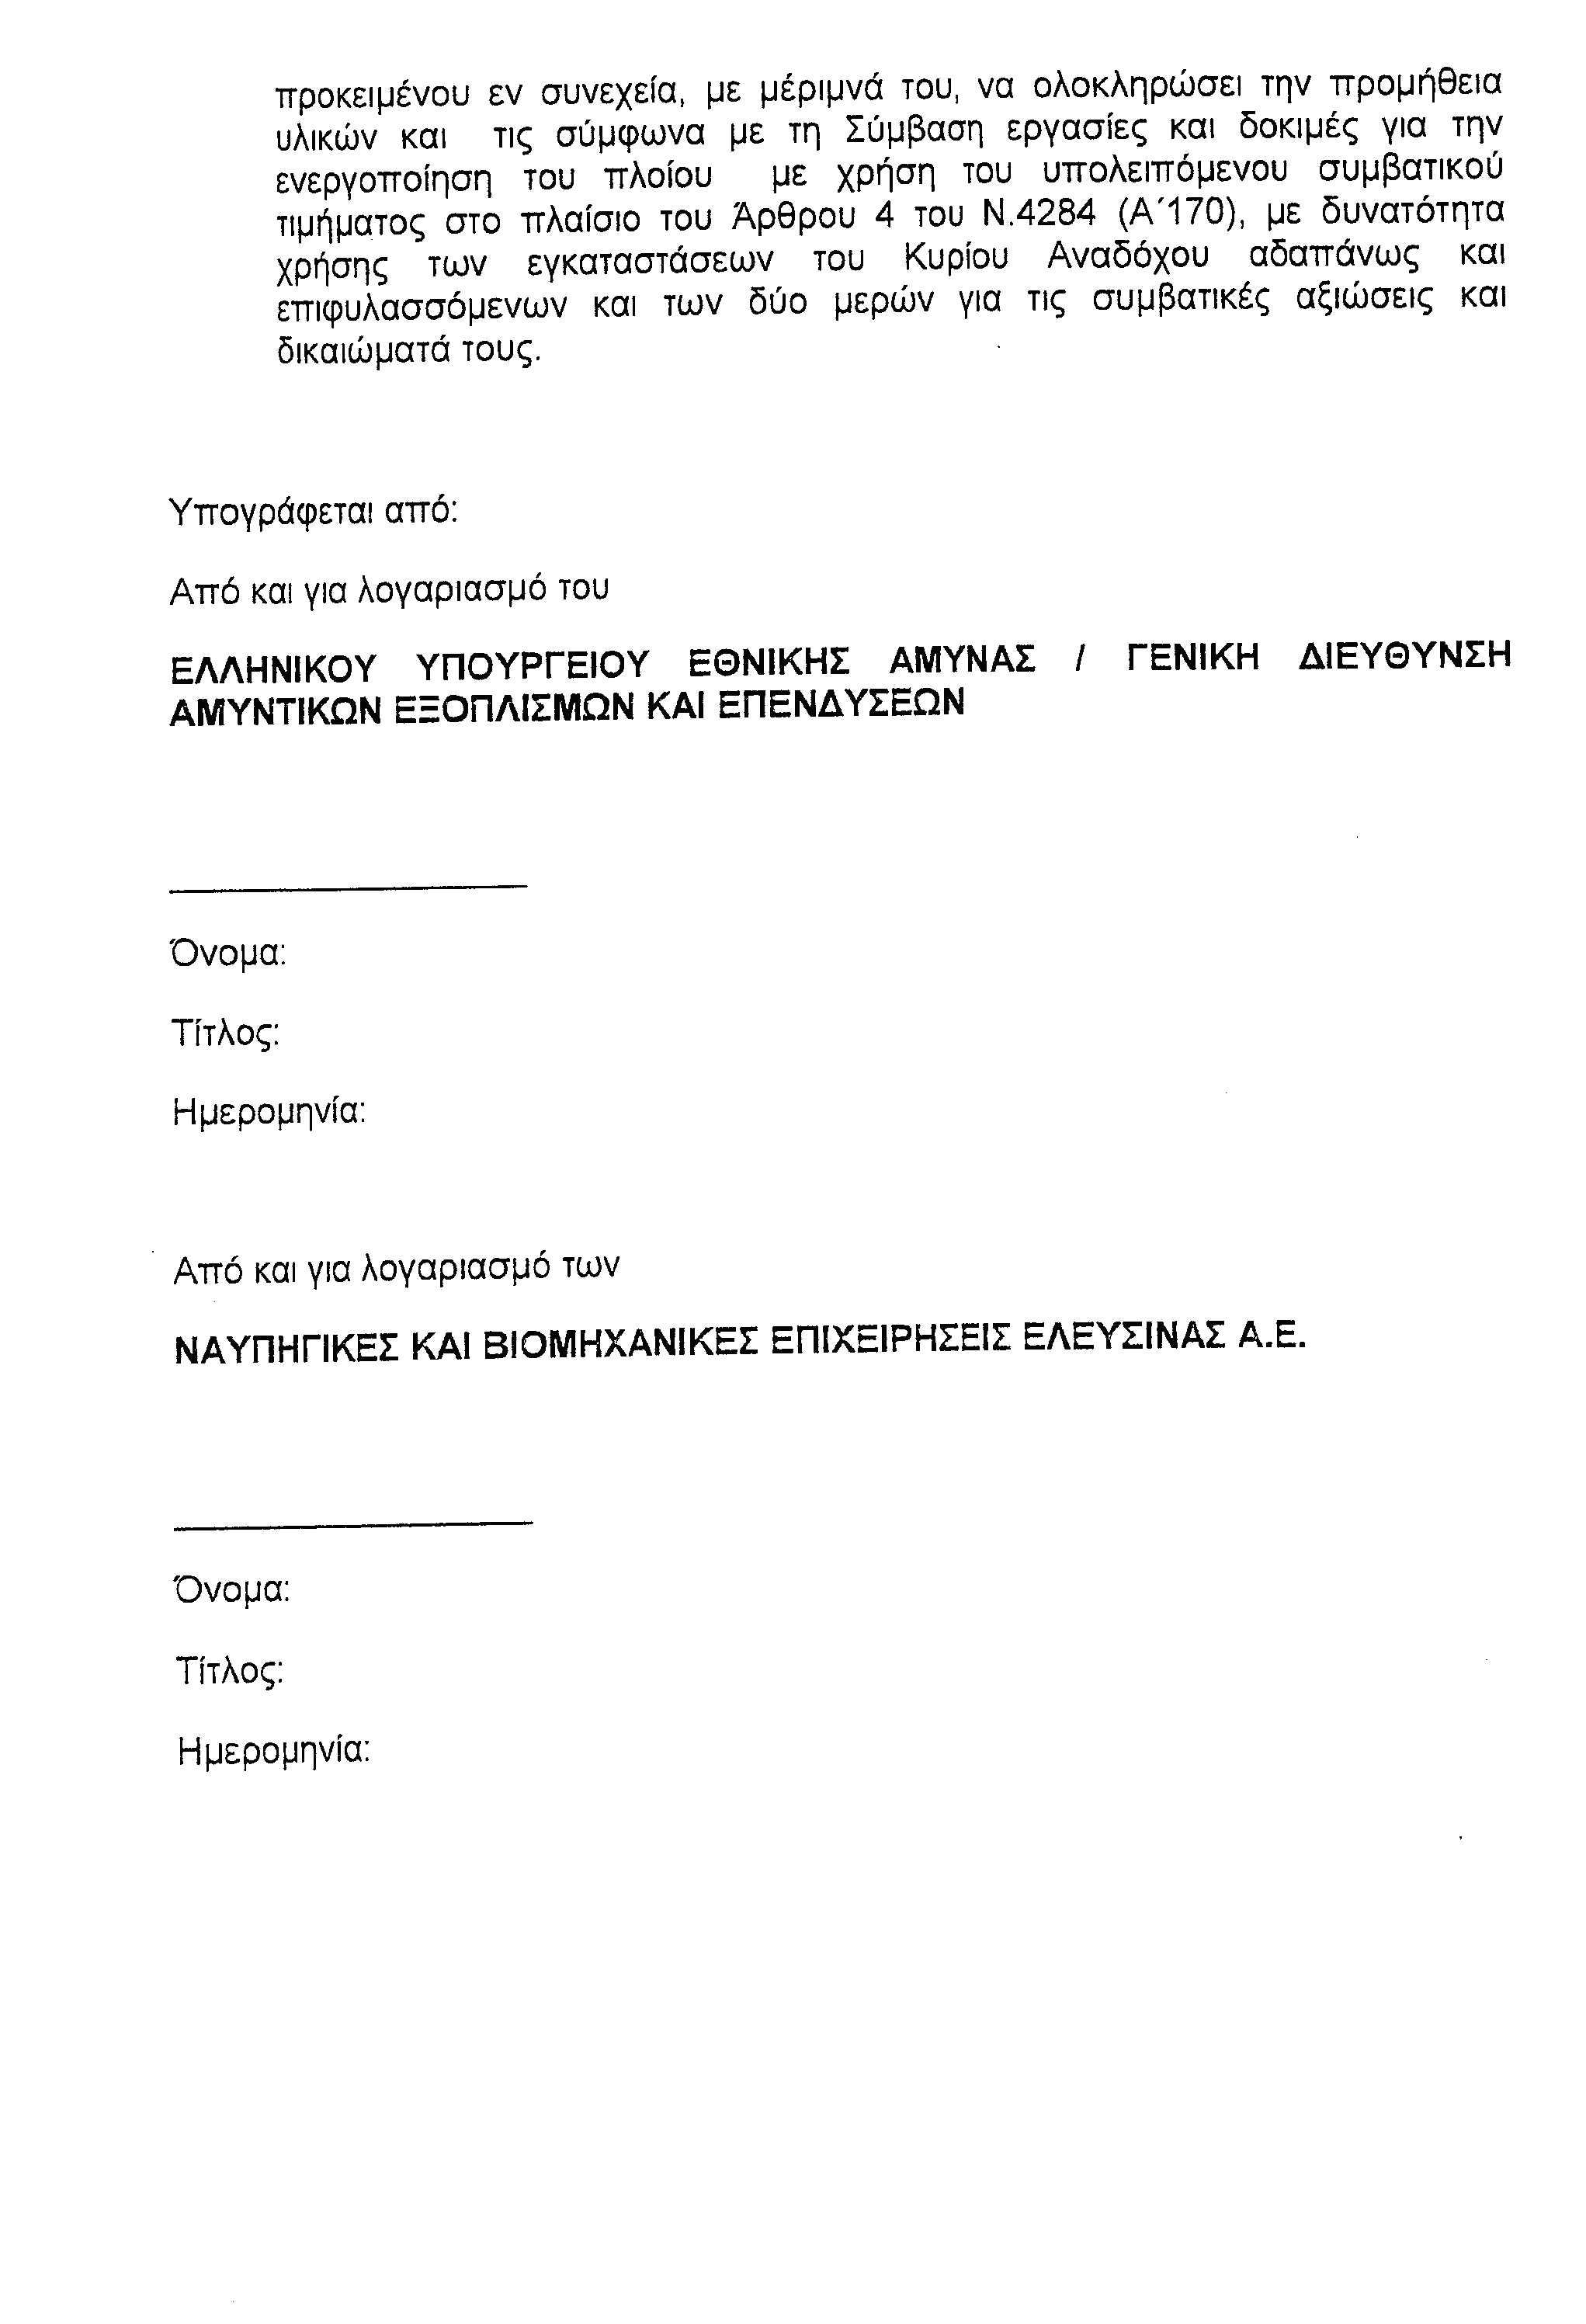 προκειμένου εν συνεχεία, με μέριμνά του, να ολοκληρώσει την προμήθεια
υλικών και τις σύμφωνα με τη Σύμβαση εργασίες και δοκιμές για την
ενεργοποίηση του πλοίου με χρήση του υπολειπόμενου συμβατικού
τιμήματος στο πλαίσιο του Άρθρου 4 του Ν.4284 (Α΄170), με δυνατότητα
χρήσης των εγκαταστάσεων του Κυρίου Αναδόχου αδαπάνως και
επιφυλασσόμενων και των δύο μερών για τις συμβατικές αξιώσεις και
δικαιώματά τους.
Υπογράφεται από:
Από και για λογαριασμό του
ΕΛΛΗΝΙΚΟΥ ΥΠΟΥΡΓΕΙΟΥ ΕΘΝΙΚΗΣ ΑΜΥΝΑΣ / ΓΕΝΙΚΗ ΔΙΕΥΘΥΝΣΗ
ΑΜΥΝΤΙΚΩΝ ΕΞΟΠΛΙΣΜΩΝ ΚΑΙ ΕΠΕΝΔΥΣΕΩΝ
Όνομα:
Τίτλος:
Ημερομηνία:
Από και για λογαριασμό των
ΝΑΥΠΗΓΙΚΕΣ ΚΑΙ ΒΙΟΜΗΧΑΝΙΚΕΣ ΕΠΙΧΕΙΡΗΣΕΙΣ ΕΛΕΥΣΙΝΑΣ Α.Ε.
Όνομα:
Τίτλος:
Ημερομηνία: